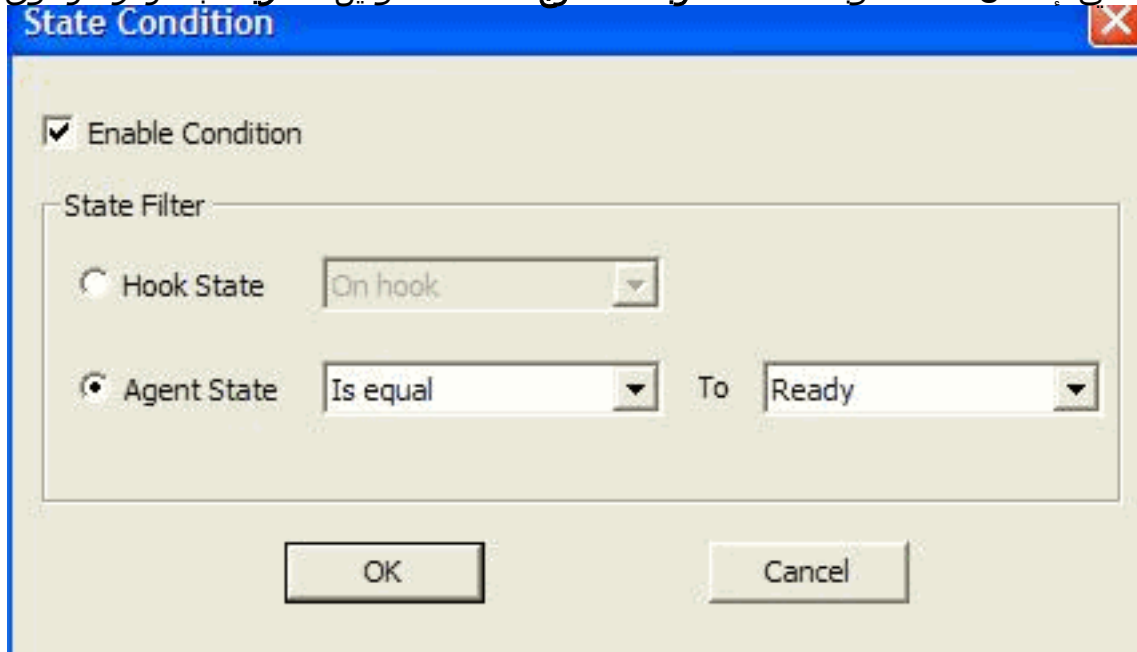 State Condition
Enable Condition
State Filter
Hook State On hook
Agent State Is equal To Ready
OK Cancel